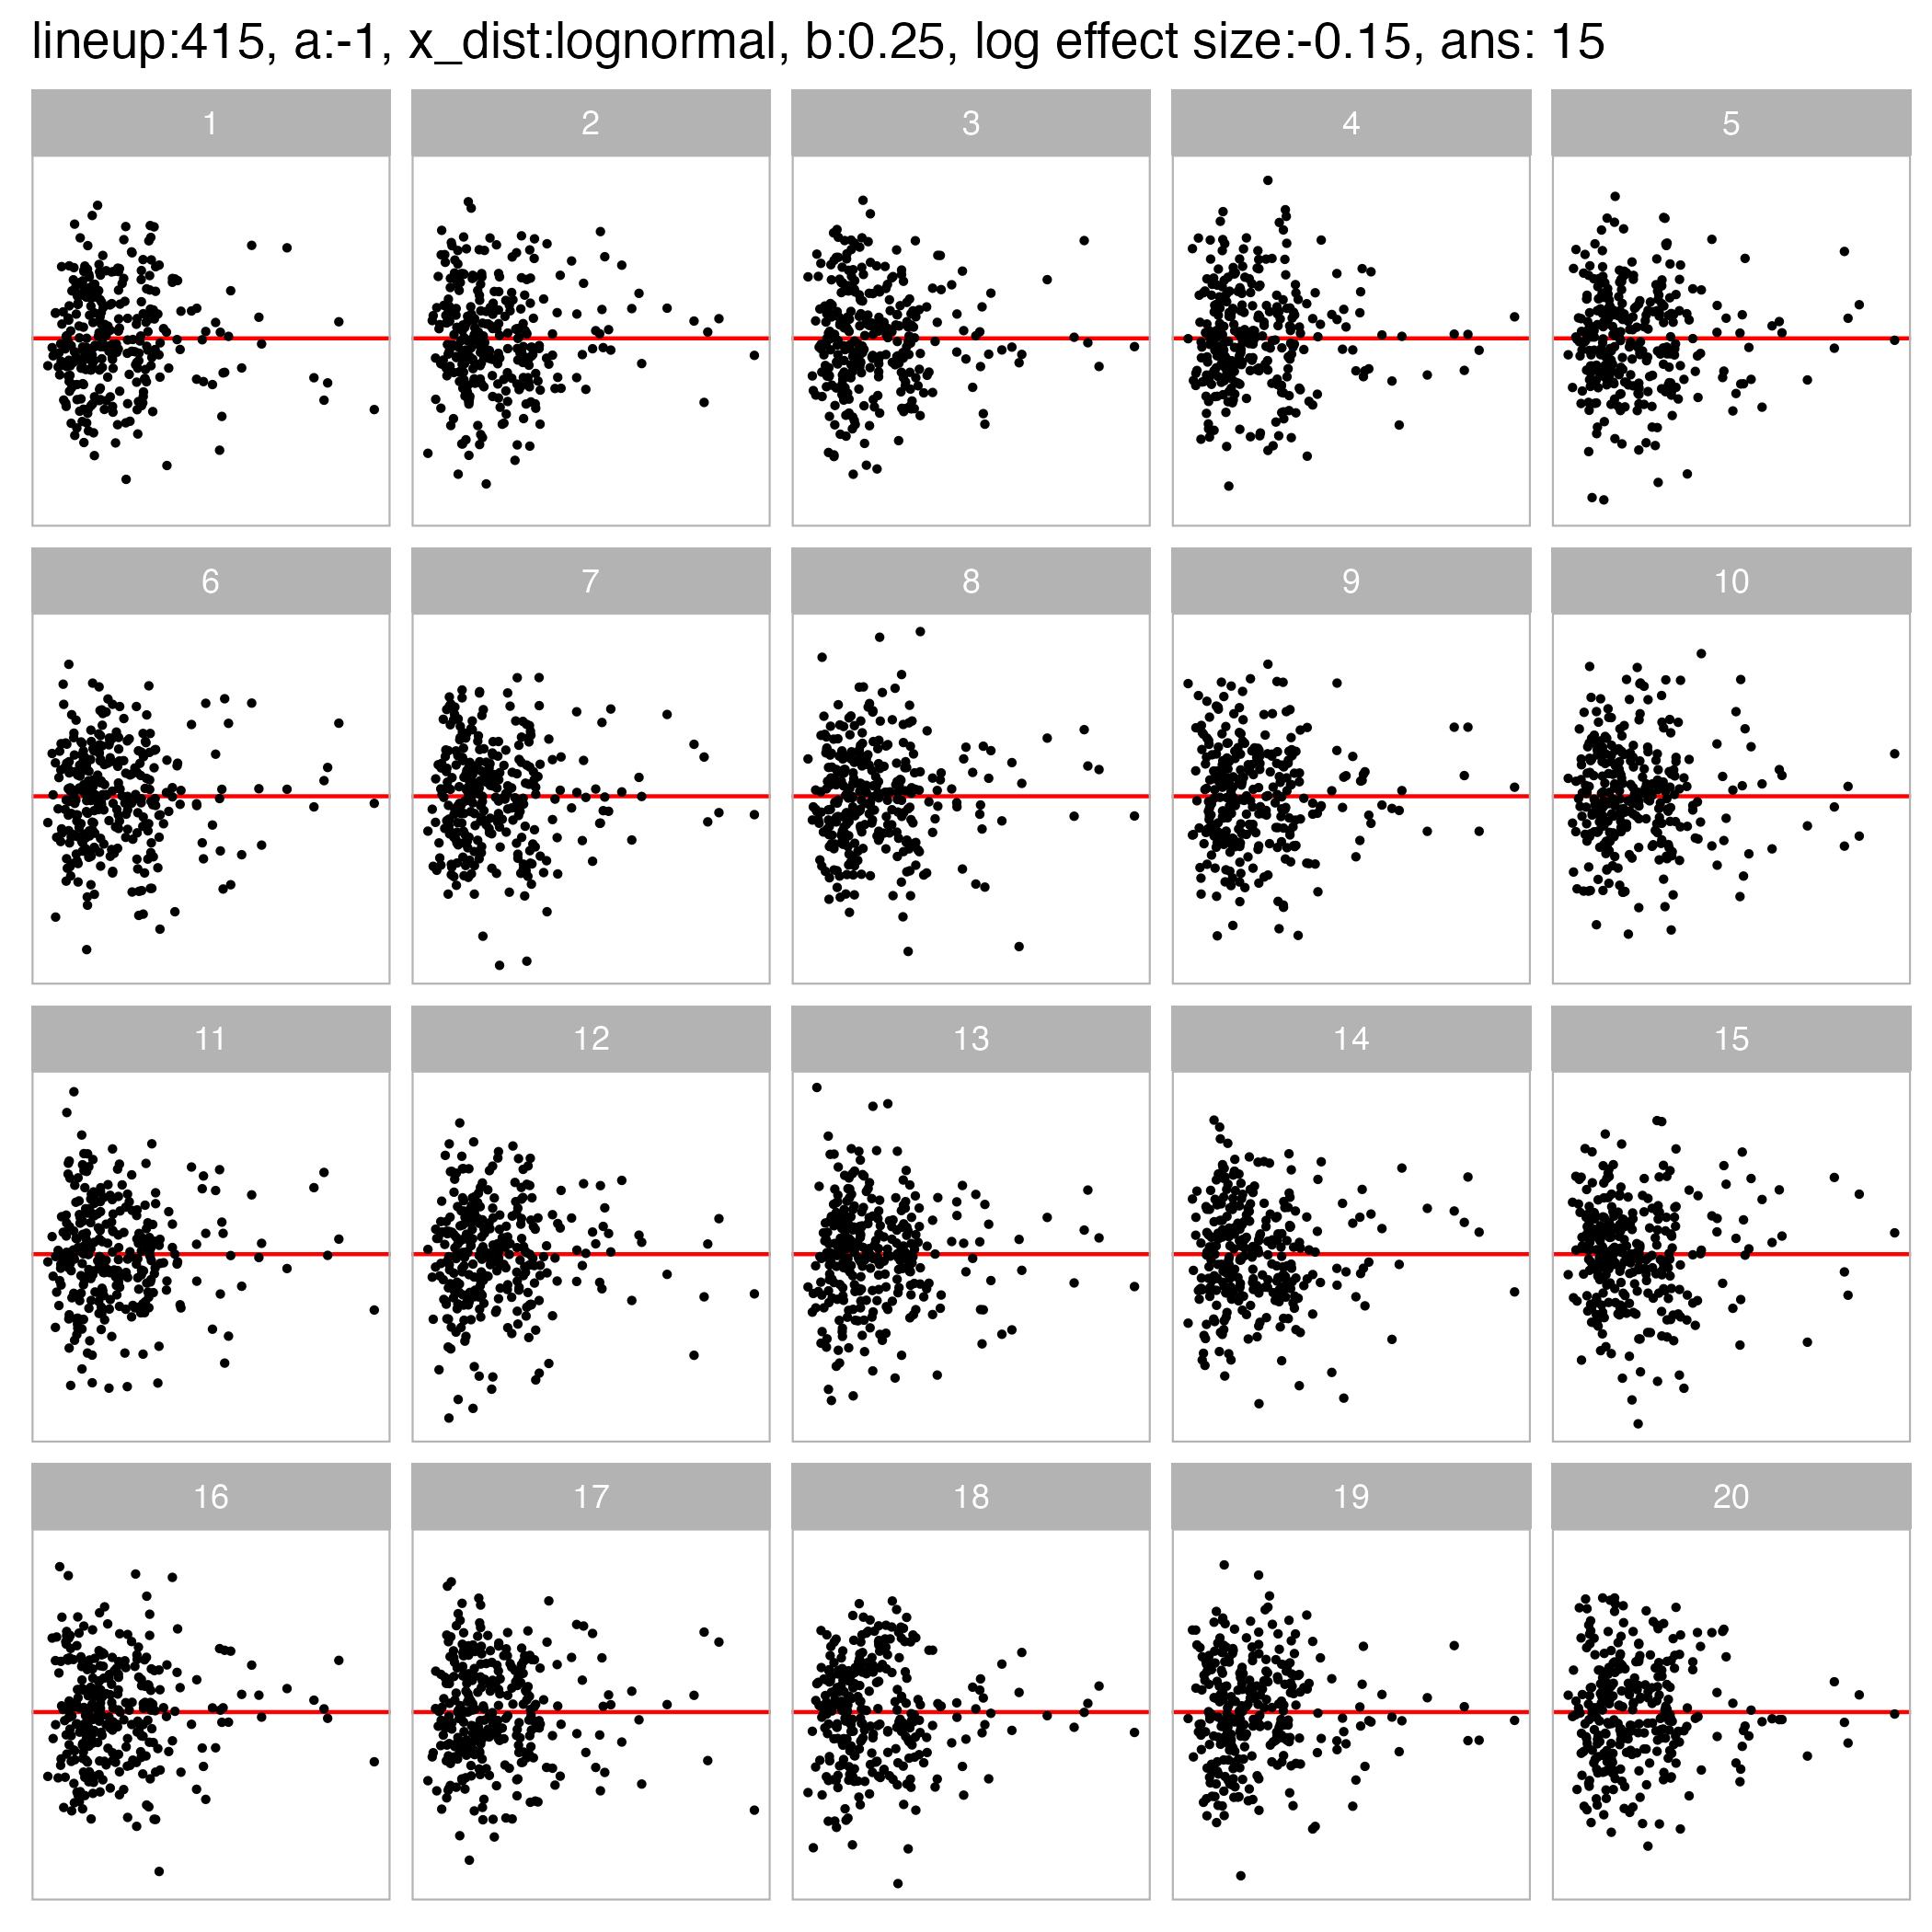 lineup:415, a:-1, x_dist:lognormal, b:0.25, log effect size:-0.15, ans: 15
1 2 3 4 5
6 7 8 9 10
11 12 13 14 15
16 17 18 19 20